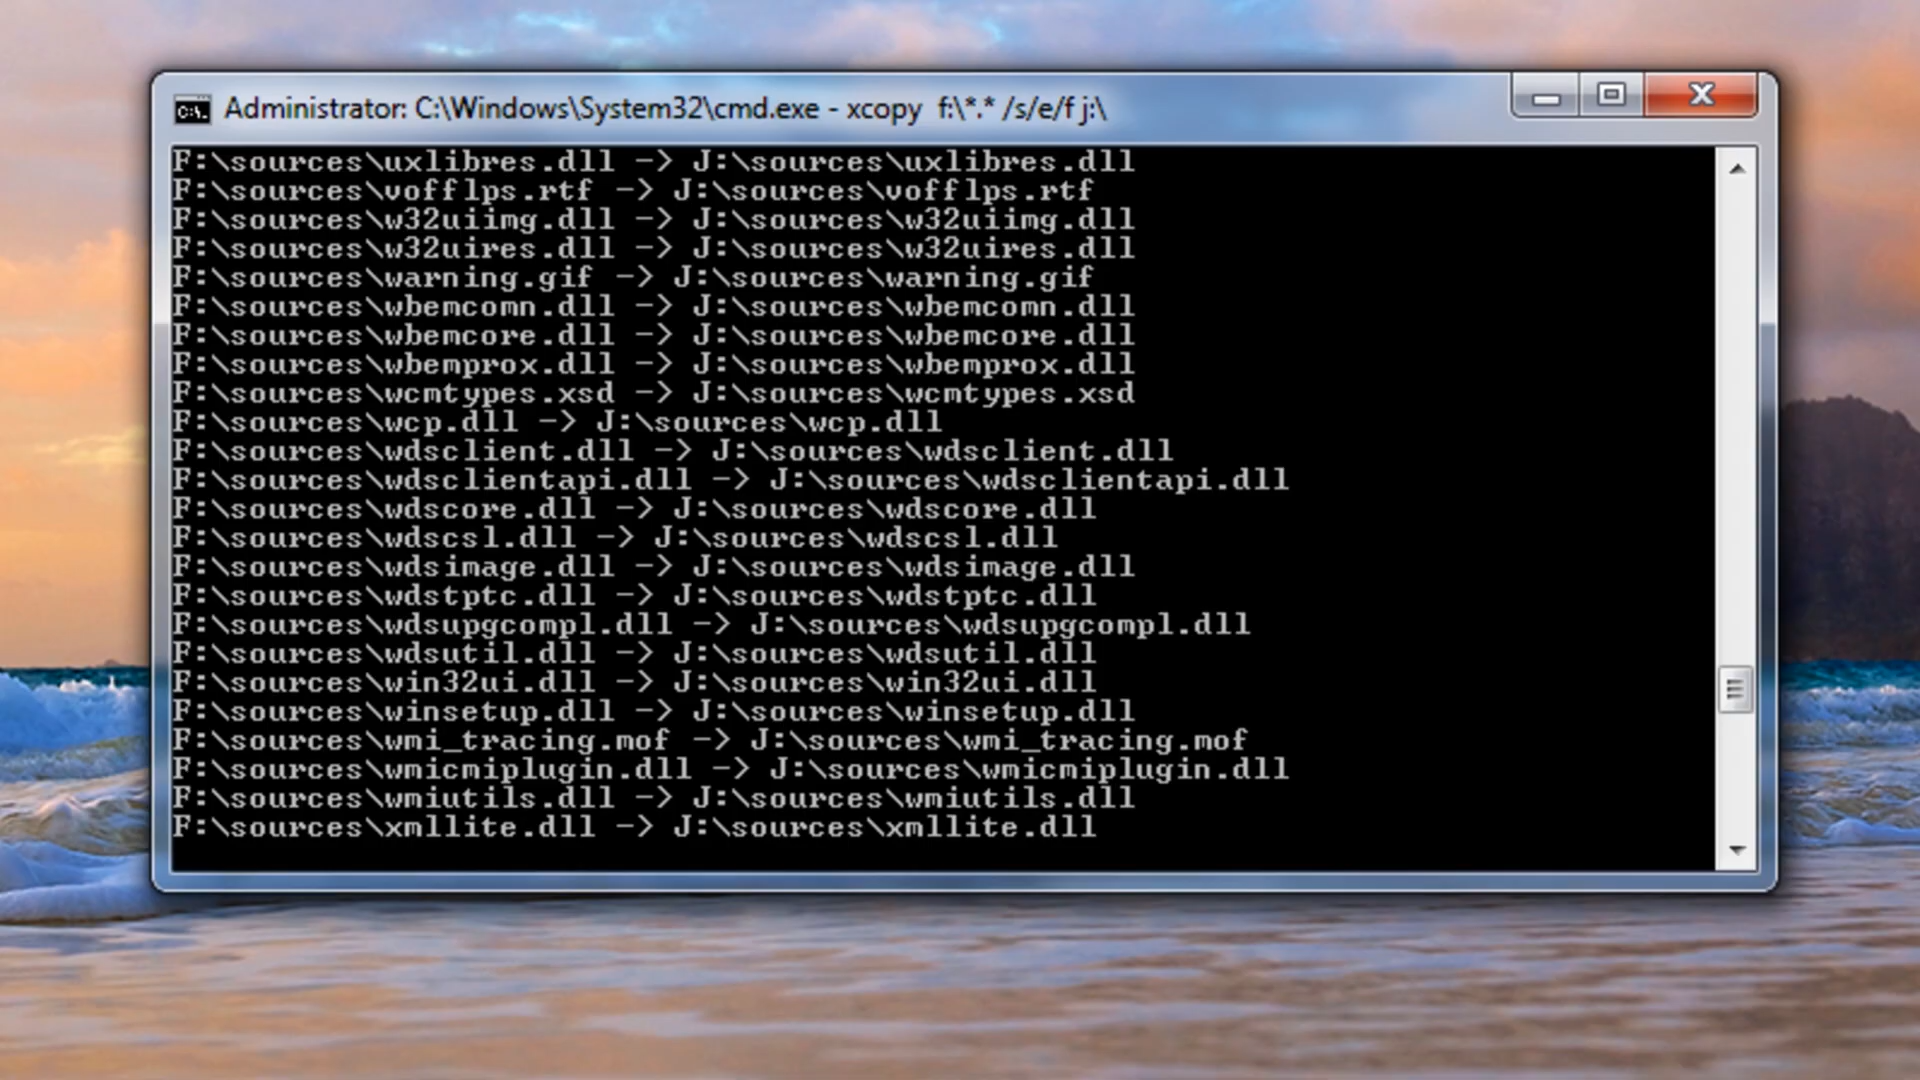 Administrator: C:\Windows\System32\cmd.exe - xcopy  f:\*.* /s/e/f j:\
F:\sources\uxlibres.dll -> J:\sources\uxlibres.dll
F:\sources\vofflps.rtf -> J:\sources\vofflps.rtf
F:\sources\w32uiimg.dll -> J:\sources\w32uiimg.dll
F:\sources\w32uires.dll -> J:\sources\w32uires.dll
F:\sources\warning.gif -> J:\sources\warning.gif
F:\sources\wbemcomn.dll -> J:\sources\wbemcomn.dll
F:\sources\wbemcore.dll -> J:\sources\wbemcore.dll
F:\sources\wbemprox.dll -> J:\sources\wbemprox.dll
F:\sources\wcmtypes.xsd -> J:\sources\wcmtypes.xsd
F:\sources\wcp.dll -> J:\sources\wcp.dll
F:\sources\wdsclient.dll -> J:\sources\wdsclient.dll
F:\sources\wdsclientapi.dll -> J:\sources\wdsclientapi.dll
F:\sources\wdscore.dll -> J:\sources\wdscore.dll
F:\sources\wdscsl.dll -> J:\sources\wdscsl.dll
F:\sources\wdsimage.dll -> J:\sources\wdsimage.dll
F:\sources\wdstptc.dll -> J:\sources\wdstptc.dll
F:\sources\wdsupgcompl.dll -> J:\sources\wdsupgcompl.dll
F:\sources\wdsutil.dll -> J:\sources\wdsutil.dll
F:\sources\win32ui.dll -> J:\sources\win32ui.dll
F:\sources\winsetup.dll -> J:\sources\winsetup.dll
F:\sources\wmi_tracing.mof -> J:\sources\wmi_tracing.mof
F:\sources\wmicmiplugin.dll -> J:\sources\wmicmiplugin.dll
F:\sources\wmiutils.dll -> J:\sources\wmiutils.dll
F:\sources\xmllite.dll -> J:\sources\xmllite.dll